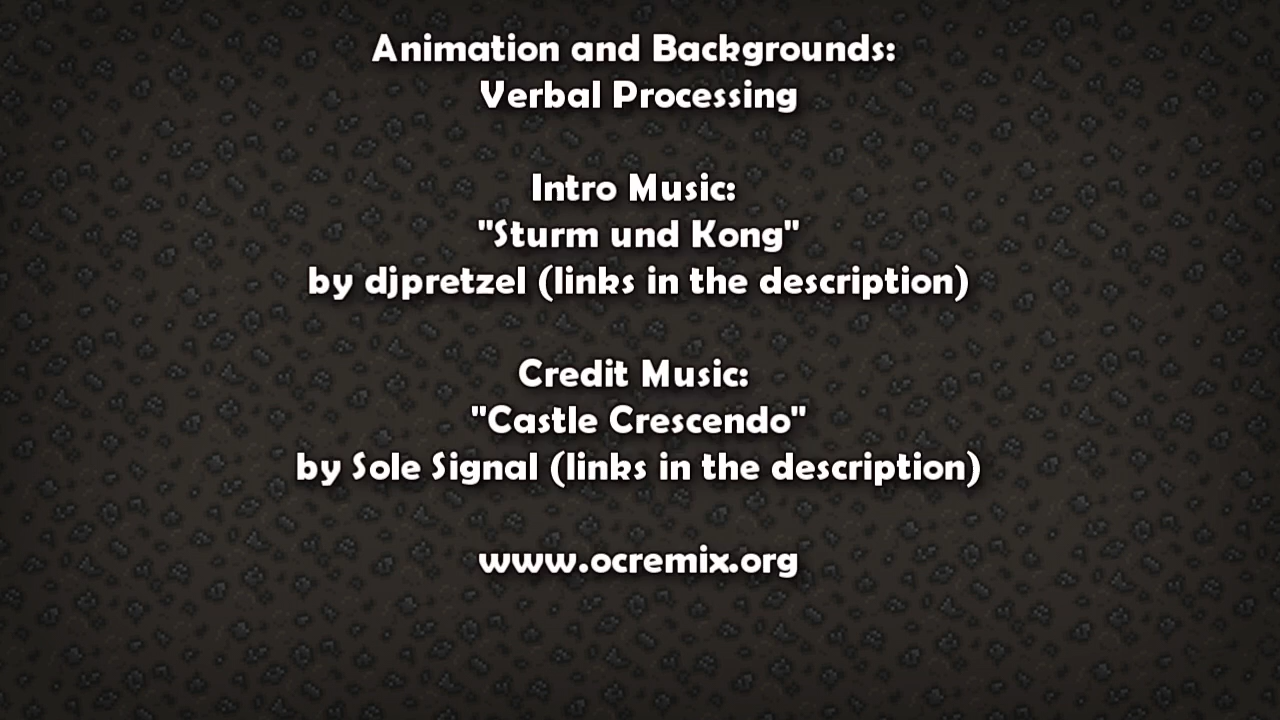 Animation and Backgrounds:
Verbal Processing
Intro Music:
"Sturm und Kong"
by djpretzel (links in the description)
Credit Music:
"Castle Crescendo"
by Sole Signal (links in the description)
www.ocremix.org